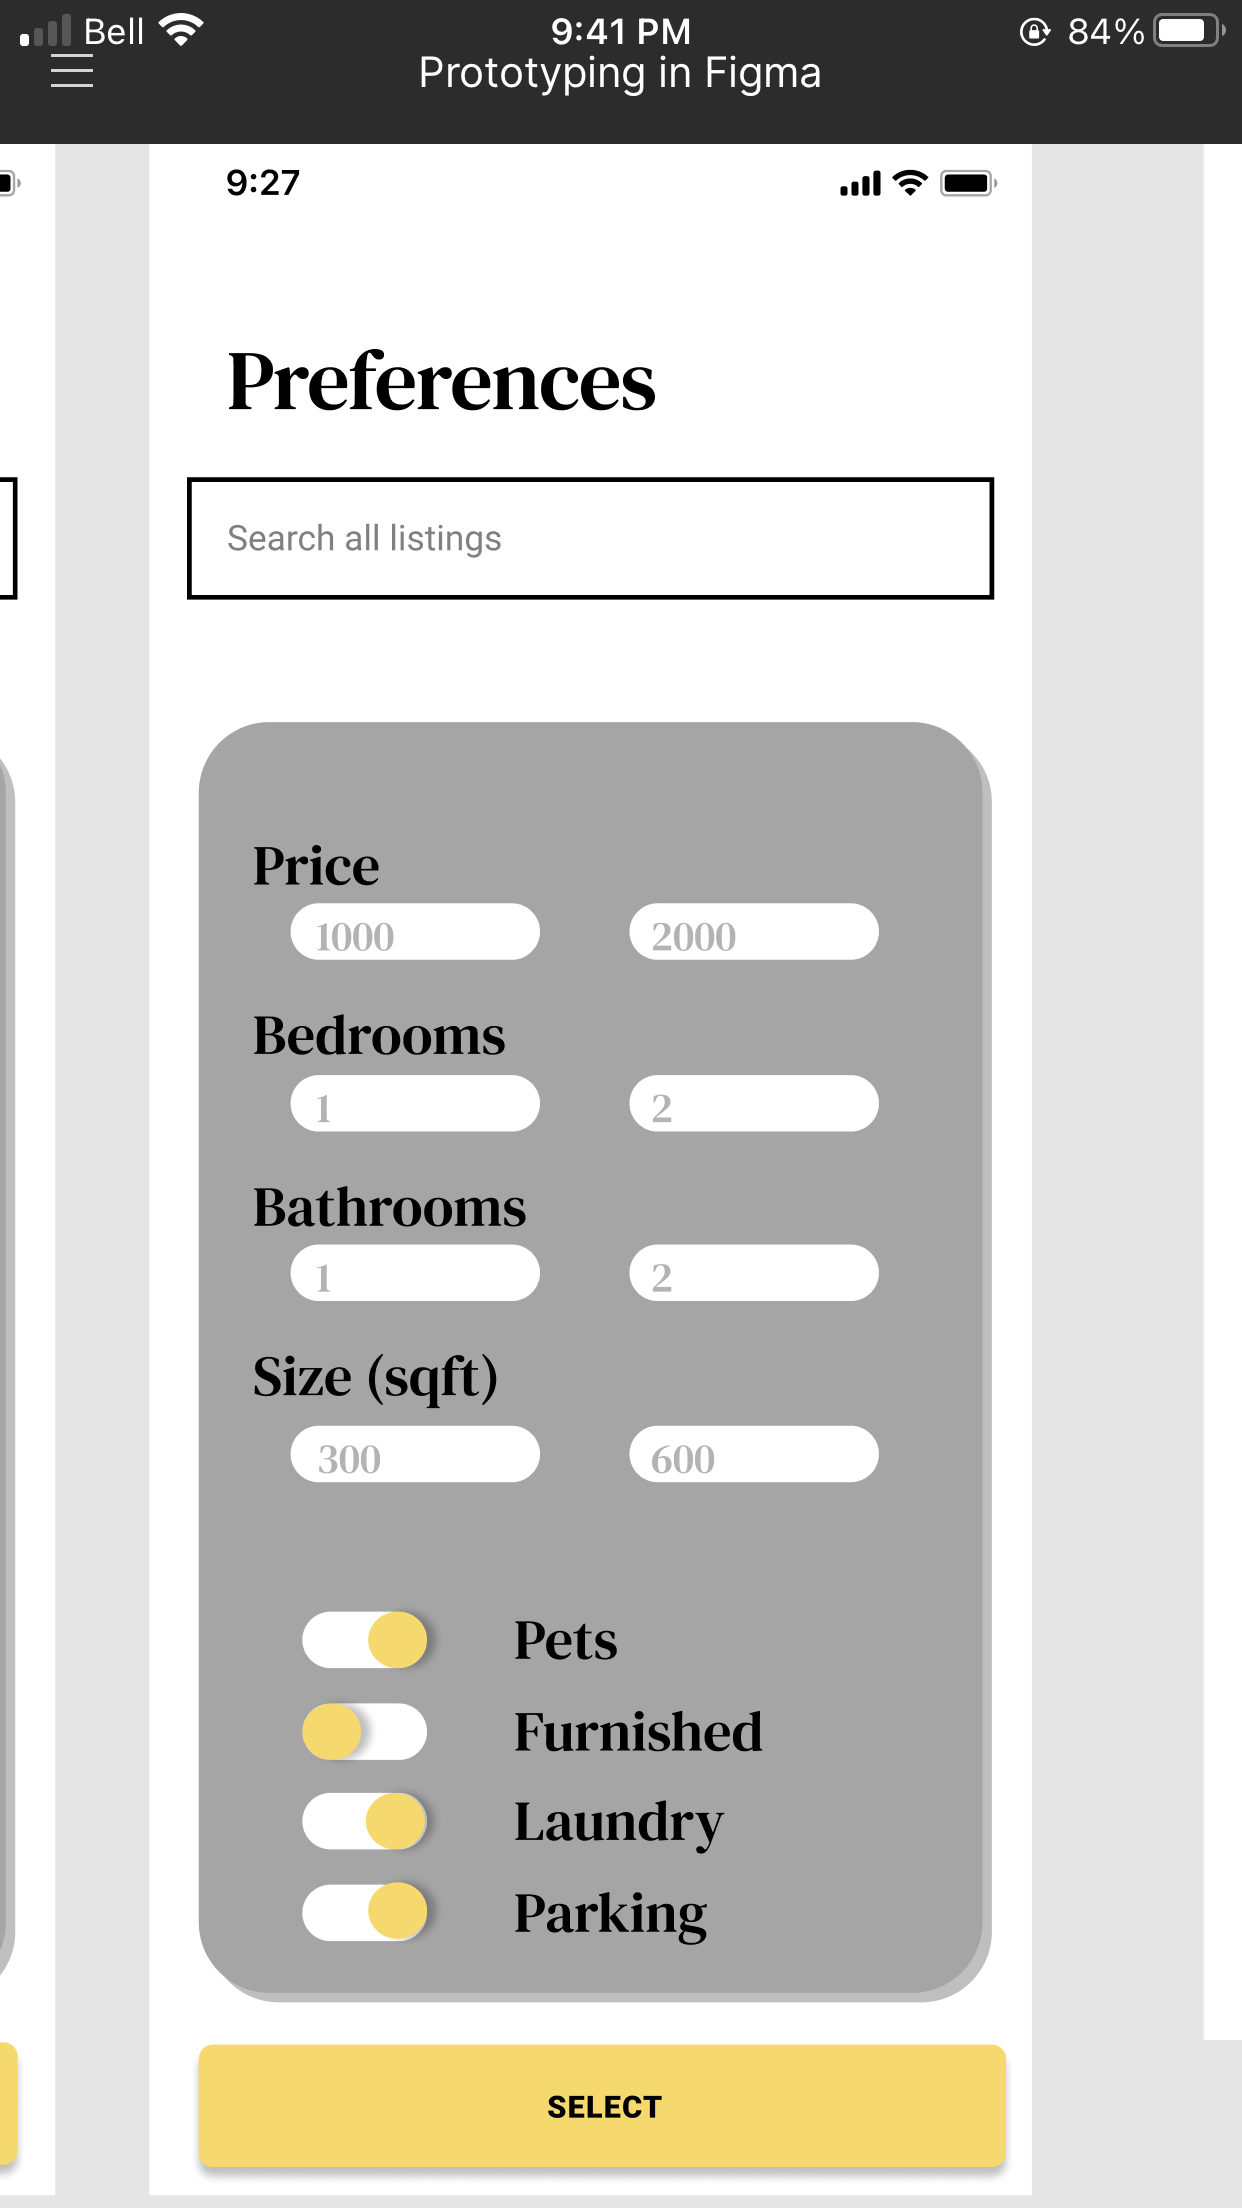 Bell 9:41 PM 84%
Prototyping in Figma
9:27
Preferences
Search all listings
Price
1000 2000
Bedrooms
1 2
Bathrooms
1 2
Size (sqft)
300 600
Pets
Furnished
Laundry
Parking
SELECT